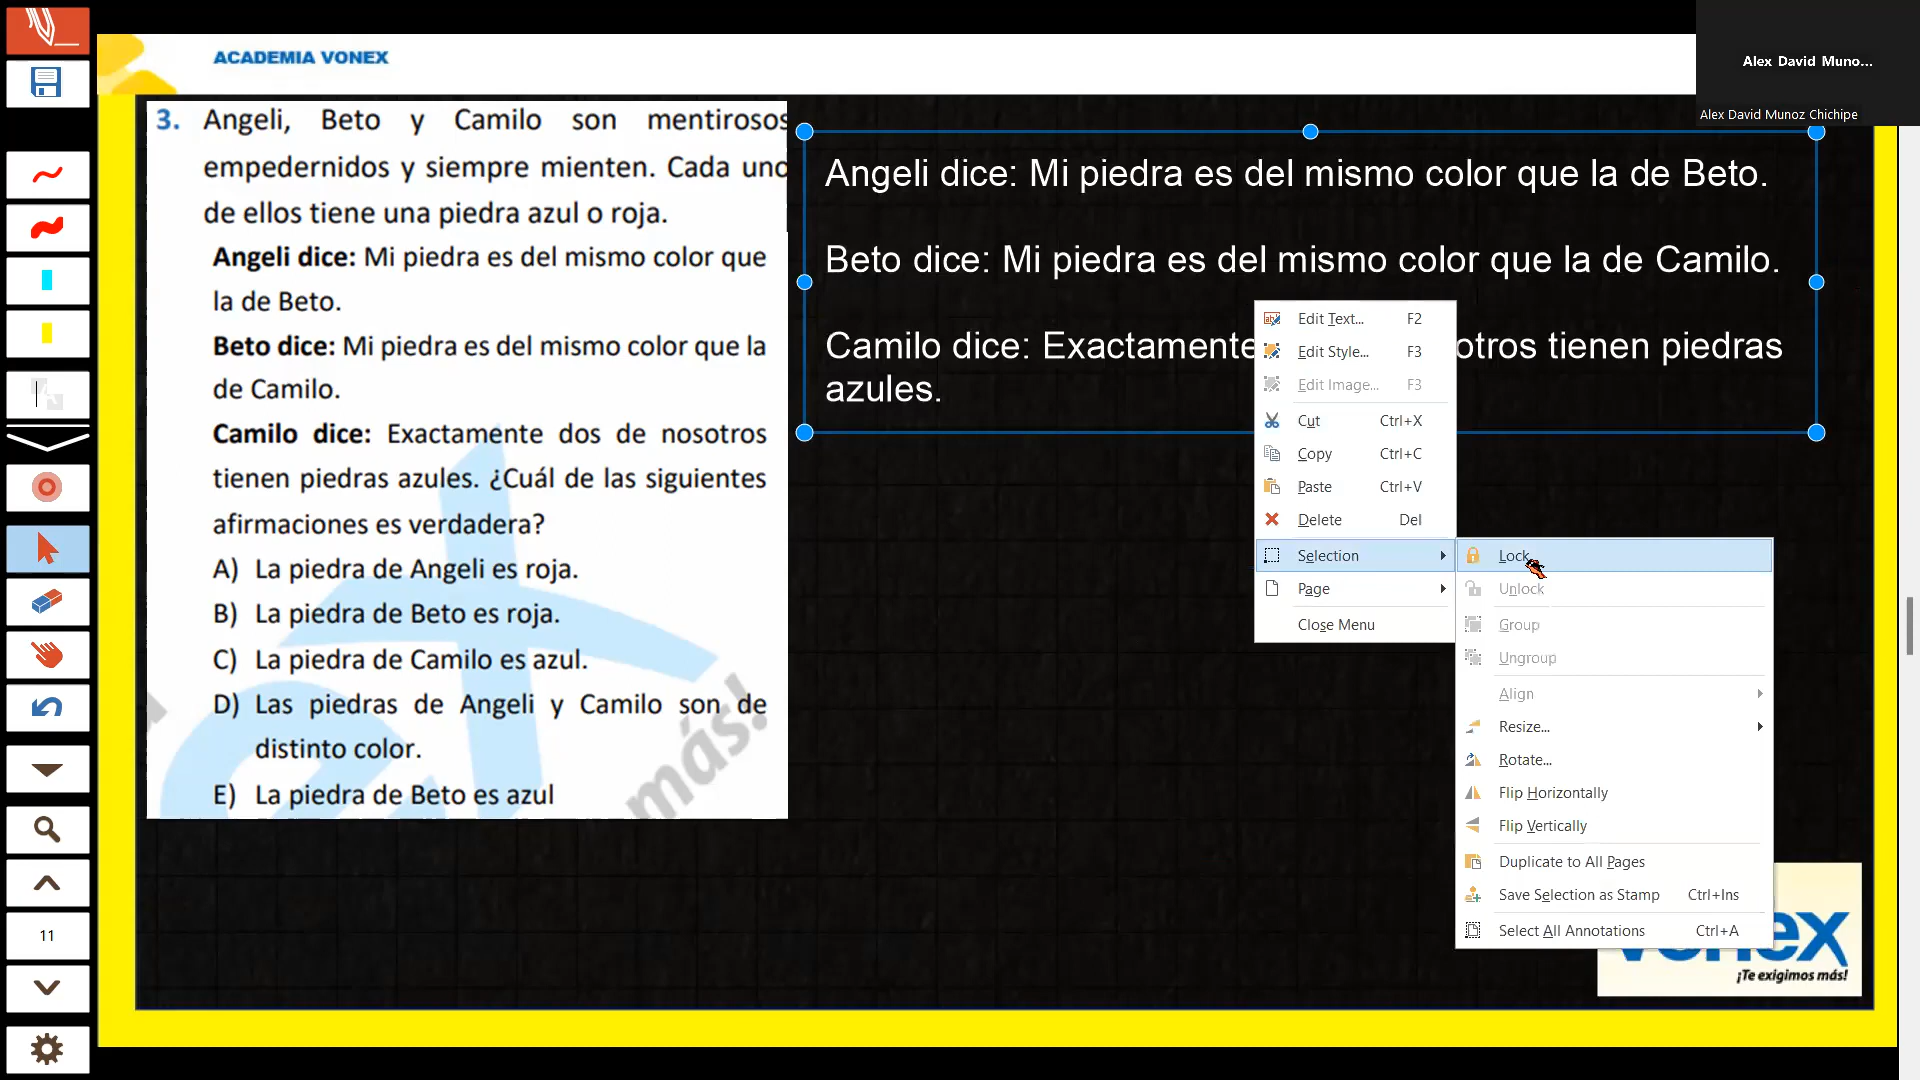 ACADEMIA VONEX
Alex David Muno...
Alex David Munoz Chichipe
3. Angeli, Beto y Camilo son mentirosos
empedernidos y siempre mienten. Cada uno
de ellos tiene una piedra azul o roja.
Angeli dice: Mi piedra es del mismo color que
la de Beto.
Beto dice: Mi piedra es del mismo color que la
de Camilo.
Camilo dice: Exactamente dos de nosotros
tienen piedras azules. ¿Cuál de las siguientes
afirmaciones es verdadera?
A) La piedra de Angeli es roja.
B) La piedra de Beto es roja.
C) La piedra de Camilo es azul.
D) Las piedras de Angeli y Camilo son de
distinto color.
E) La piedra de Beto es azul
más!
Angeli dice: Mi piedra es del mismo color que la de Beto.
Beto dice: Mi piedra es del mismo color que la de Camilo.
Camilo dice: Exactamente otros tienen piedras
azules.
Edit Text... F2
Edit Style... F3
Edit Image... F3
Cut Ctrl+X
Copy Ctrl+C
Paste Ctrl+V
Delete Del
Selection
Page
Close Menu
Lock
Unlock
Group
Ungroup
Align
Resize...
Rotate...
Flip Horizontally
Flip Vertically
Duplicate to All Pages
Save Selection as Stamp Ctrl+Ins
Select All Annotations Ctrl+A
¡Te exigimos más!
11